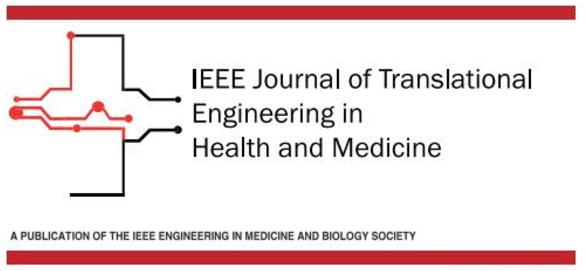 IEEE Journal of Translational
Engineering in
Health and Medicine
A PUBLICATION OF THE IEEE ENGINEERING IN MEDICINE AND BIOLOGY SOCIETY